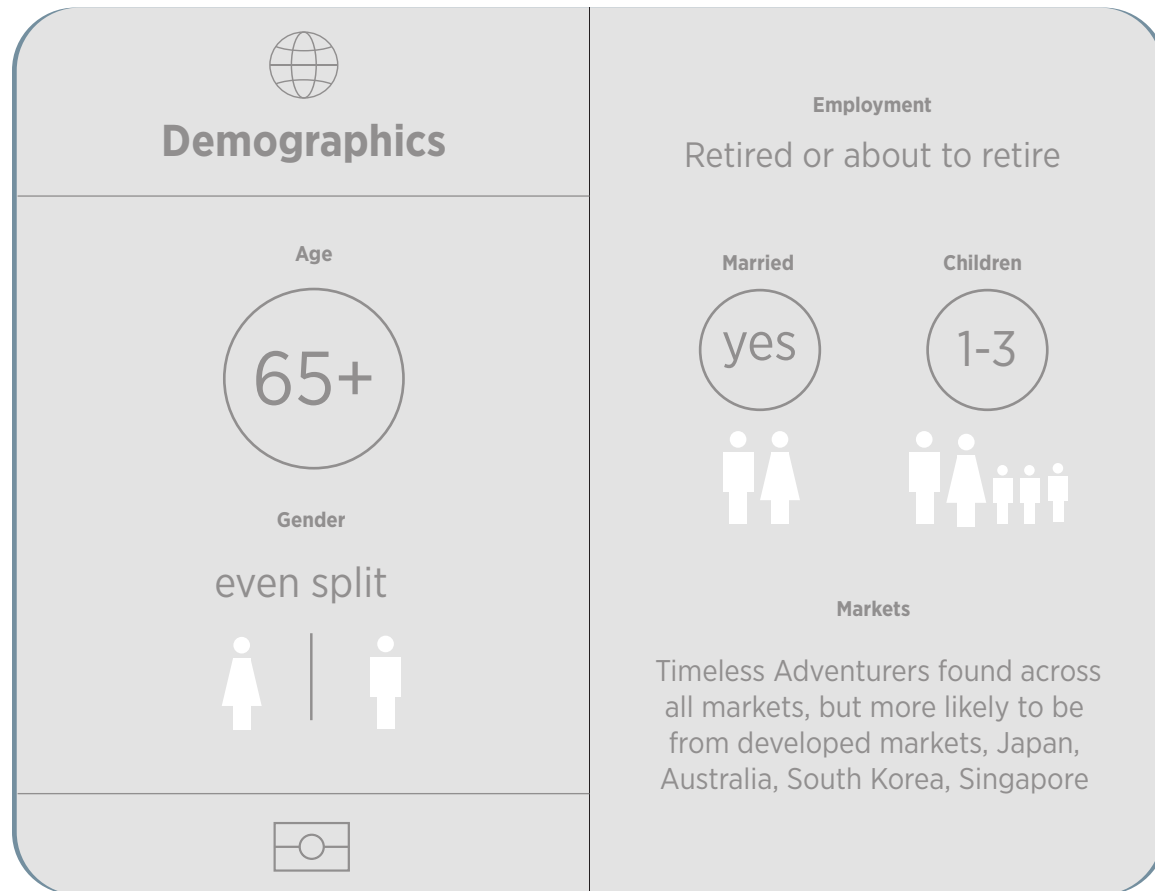 Demographics
Age
65+
Gender
even split
Employment
Retired or about to retire
Married
yes
Children
1-3
Markets
Timeless Adventurers found across
all markets, but more likely to be
from developed markets, Japan,
Australia, South Korea, Singapore